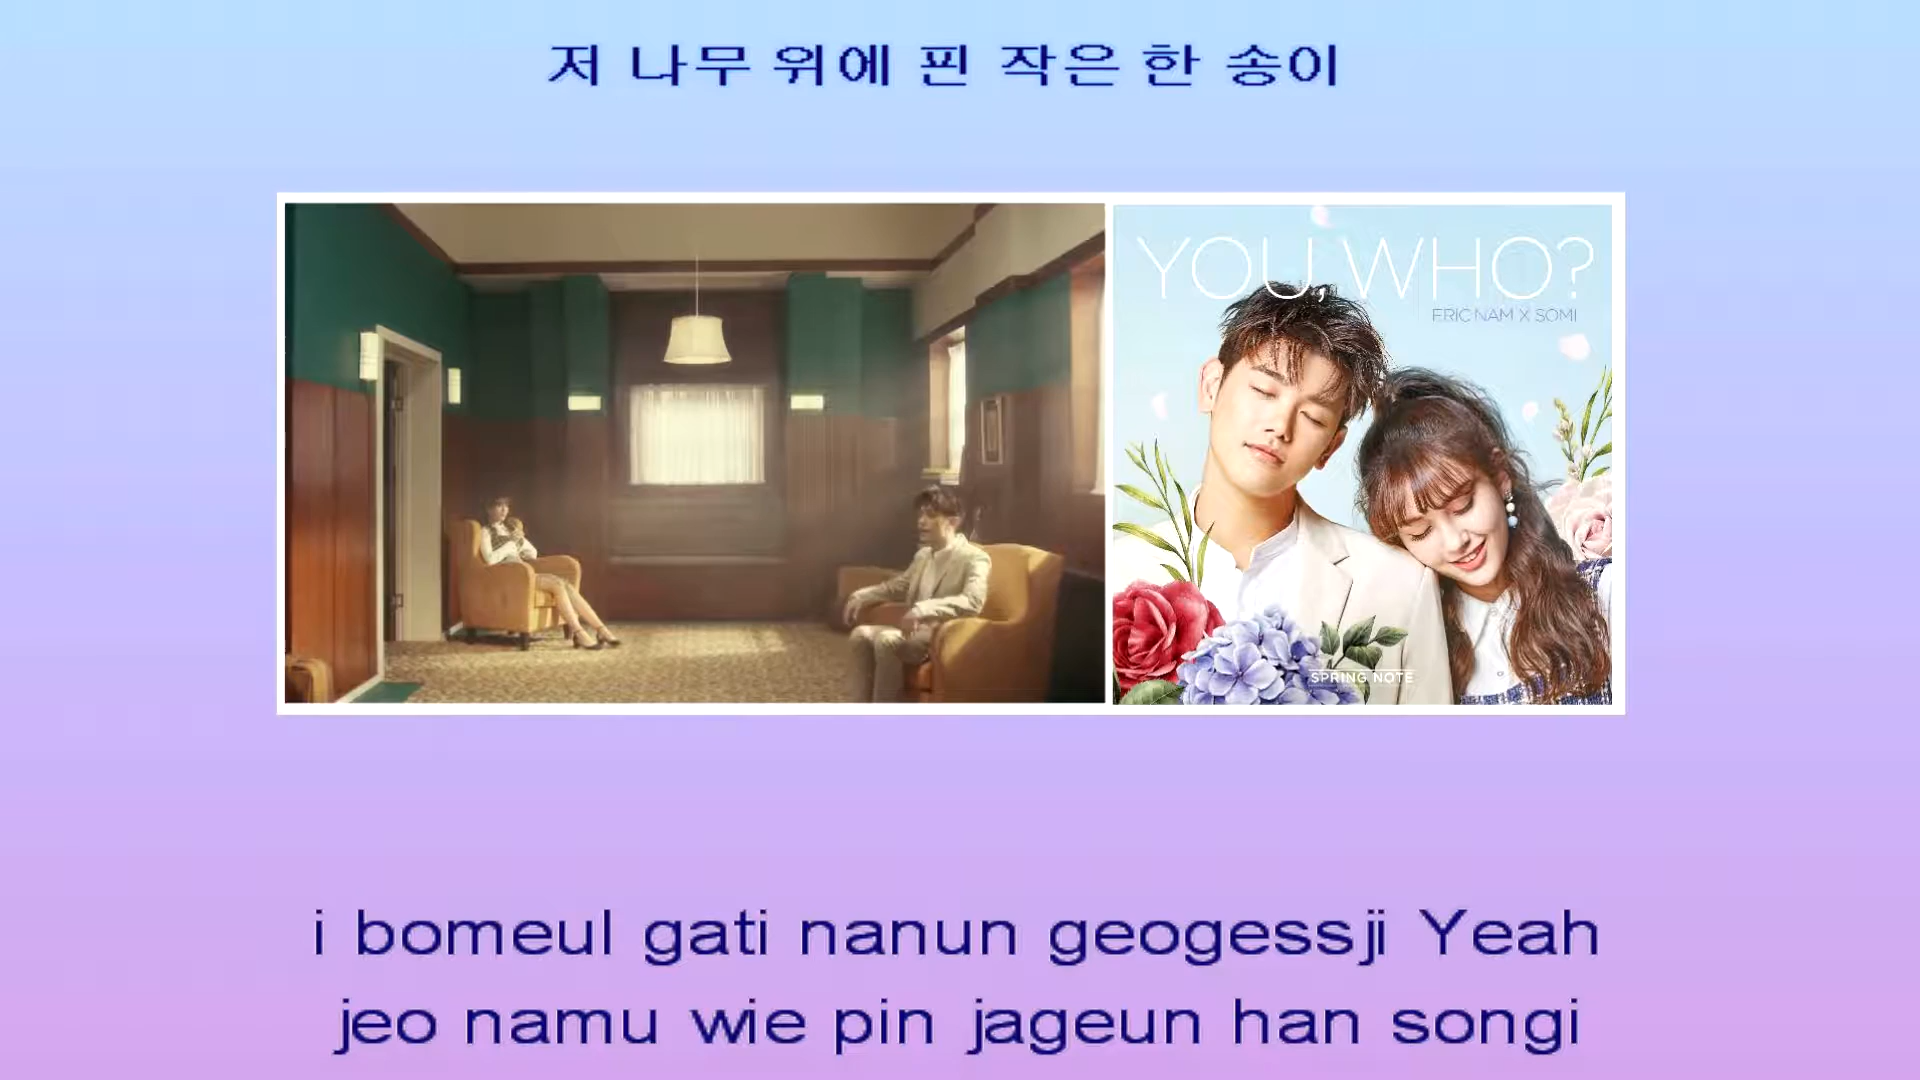 저 나무 위에 핀 작은 한 송이
YOU, WHO?
ERIC NAM X SOMI
SPRING NOTE
i bomeul gati nanun geogessji Yeah
jeo namu wie pin jageun han songi